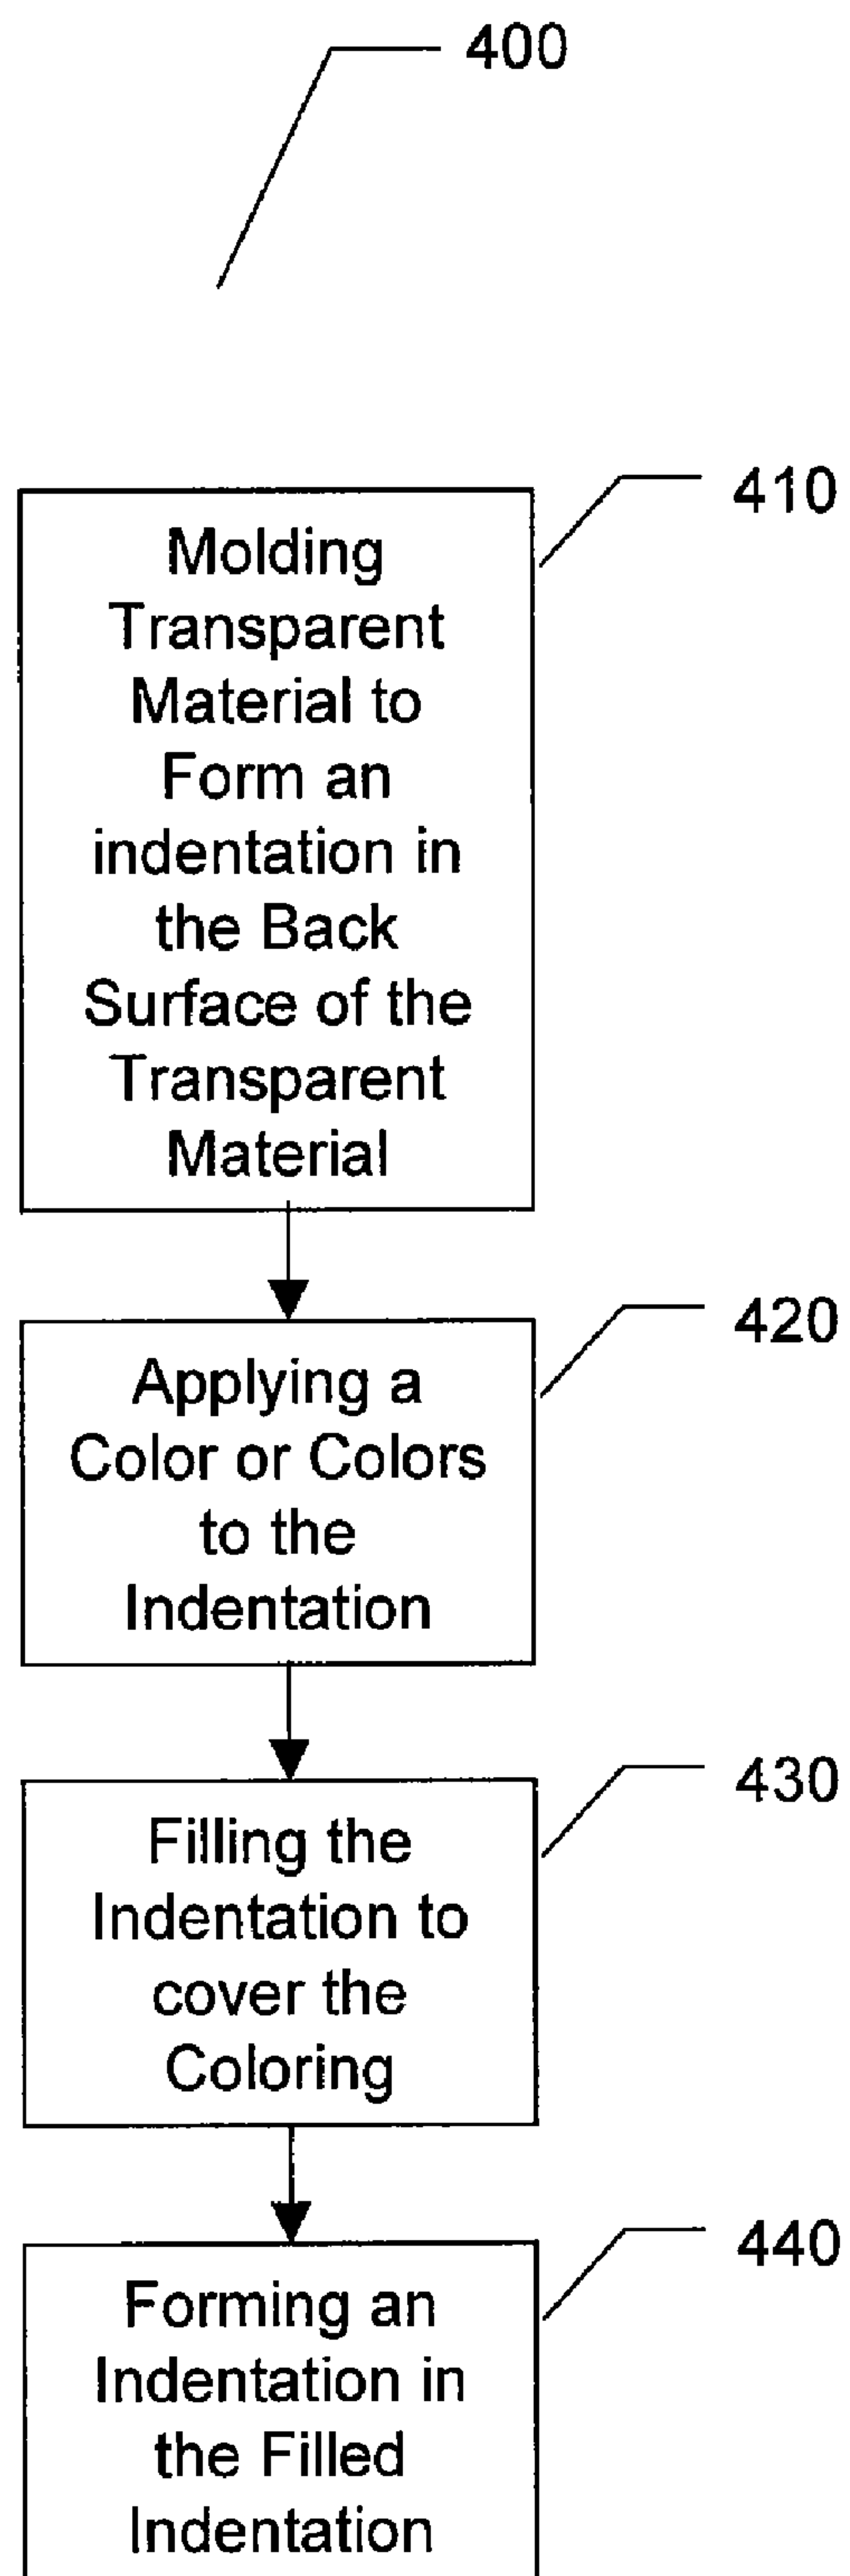 400
410
Molding
Transparent
Material to
Form an
indentation in
the Back
Surface of the
Transparent
Material
420
Applying a
Color or Colors
to the
Indentation
430
Filling the
Indentation to
cover the
Coloring
440
Forming an
Indentation in
the Filled
Indentation